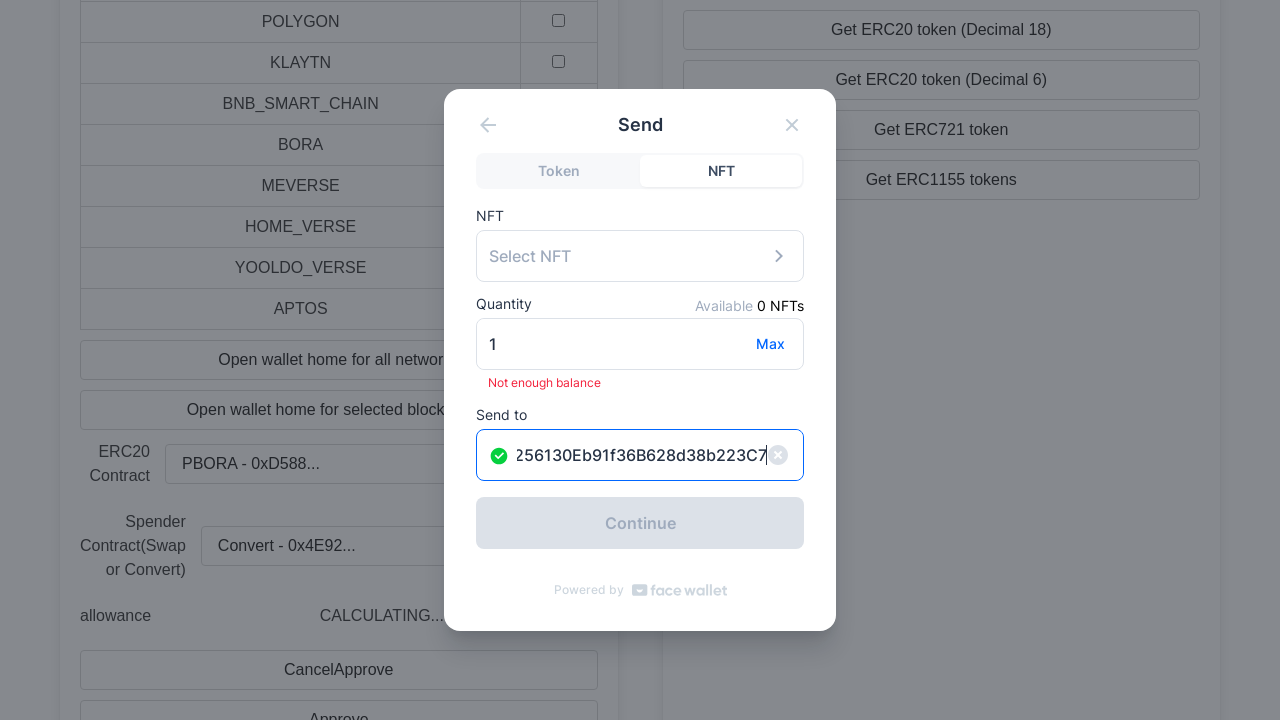 POLYGON
KLAYTN
BNB_SMART_CHAIN
BORA
MEVERSE
HOME_VERSE
YOOLDO_VERSE
APTOS
Open wallet home for all networ
Open wallet home for selected block
ERC20
Contract
PBORA - 0xD588...
Spender
Contract(Swap
or Convert)
Convert - 0x4E92...
allowance
CALCULATING...
CancelApprove
Approve
Send
Token
NFT
NFT
Select NFT
Quantity
Available 0 NFTs
1
Max
Not enough balance
Send to
256130Eb91f36B628d38b223C7
Continue
Powered by face wallet
Get ERC20 token (Decimal 18)
Get ERC20 token (Decimal 6)
Get ERC721 token
Get ERC1155 tokens